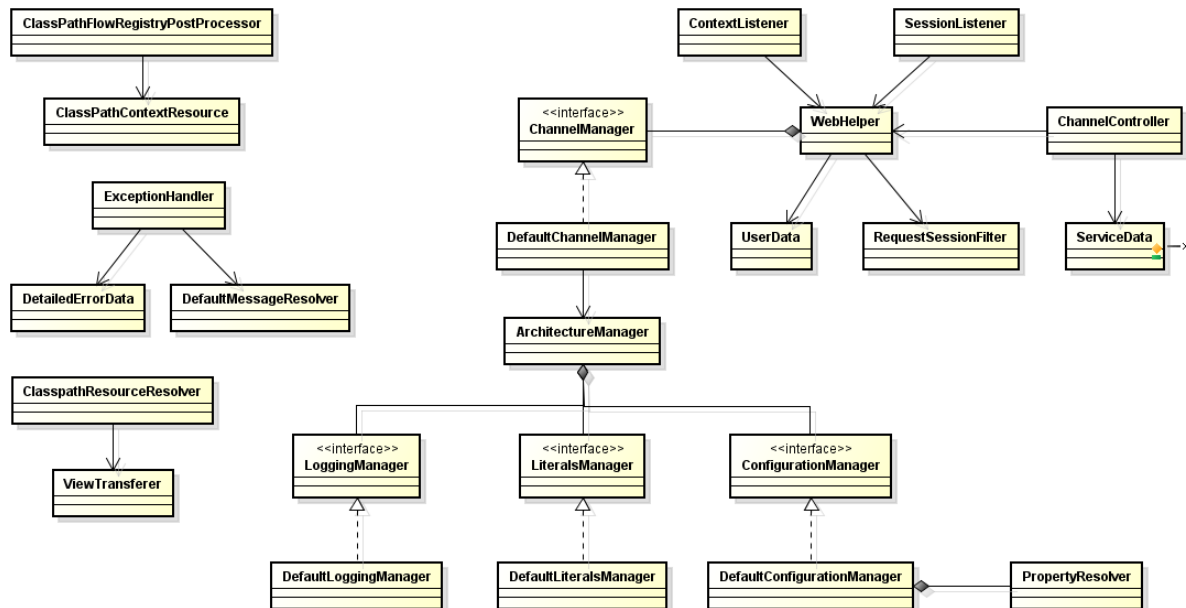 ClassPathFlowRegistryPostProcessor
ContextListener
SessionListener
ClassPathContextResource
<<interface>>
ChannelManager
WebHelper
ChannelController
ExceptionHandler
DefaultChannelManager
UserData
RequestSessionFilter
ServiceData
DetailedErrorData
DefaultMessageResolver
ArchitectureManager
ClasspathResourceResolver
<<interface>>
LoggingManager
<<interface>>
LiteralsManager
<<interface>>
ConfigurationManager
ViewTransferer
DefaultLoggingManager
DefaultLiteralsManager
DefaultConfigurationManager
PropertyResolver